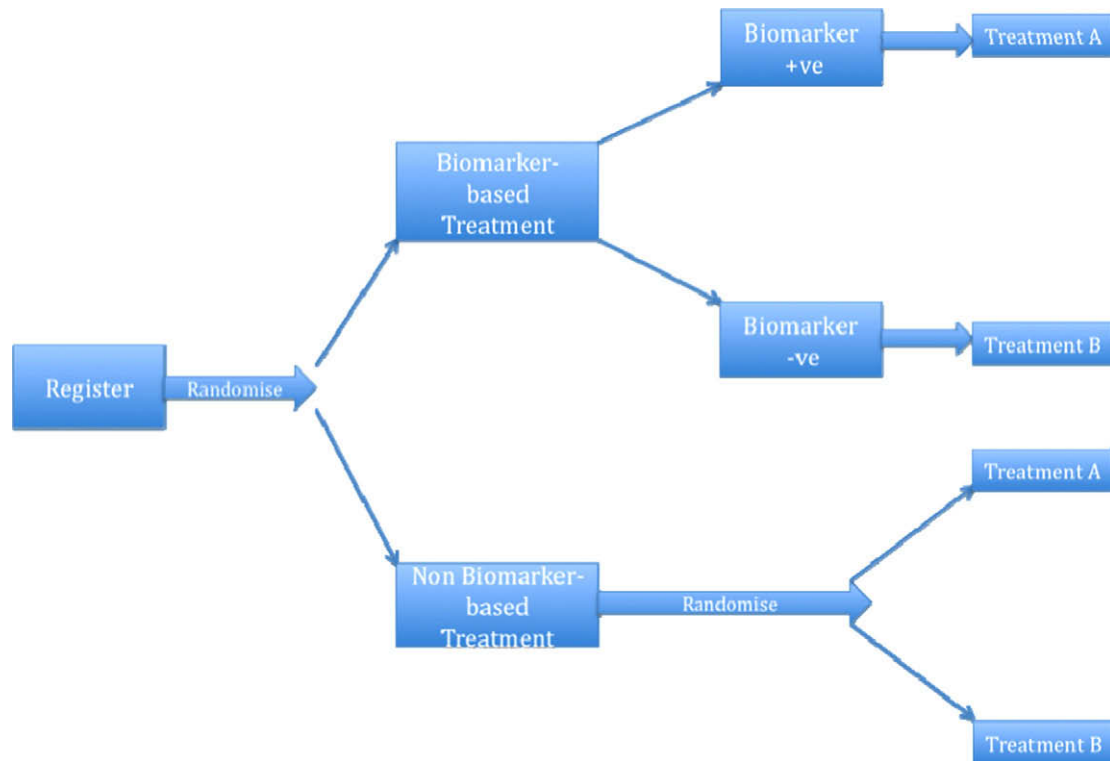 Biomarker
+ve
Treatment A
Biomarker-
based
Treatment
Biomarker
-ve
Treatment B
Register
Randomise
Treatment A
Non Biomarker-
based
Treatment
Randomise
Treatment B